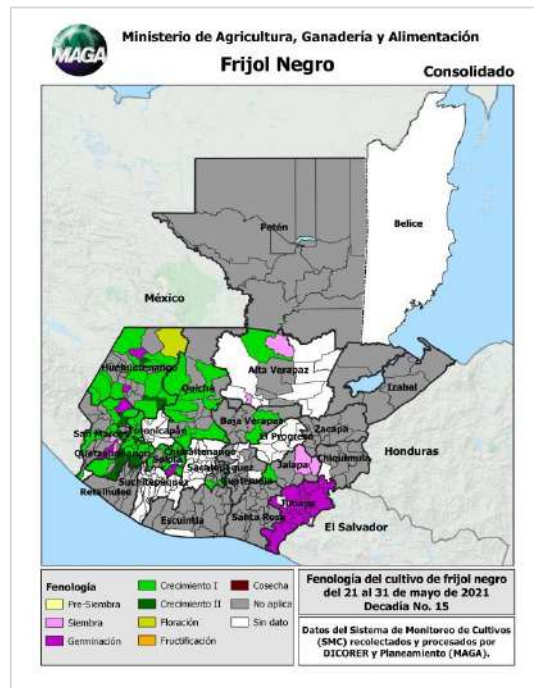 MAGA
Ministerio de Agricultura, Ganadería y Alimentación
Frijol Negro
Consolidado
Petén
Belice
México
Huehuetenango
Quiché
Alta Verapaz
Izabal
San Marcos
Totonicapán
Baja Verapaz
El Progreso
Zacapa
Quetzaltenango
Sololá
Chimaltenango
Sacatepéquez
Guatemala
Jalapa
Chiquimula
Honduras
Retalhuleu
Suchitepéquez
Escuintla
Santa Rosa
Jutiapa
El Salvador
Fenología
Pre-Siembra
Siembra
Germinación
Crecimiento I
Crecimiento II
Floración
Fructificación
Cosecha
No aplica
Sin dato
Fenología del cultivo de frijol negro
del 21 al 31 de mayo de 2021
Decadía No. 15
Datos del Sistema de Monitoreo de Cultivos
(SMC) recolectados y procesados por
DICORER y Planeamiento (MAGA).